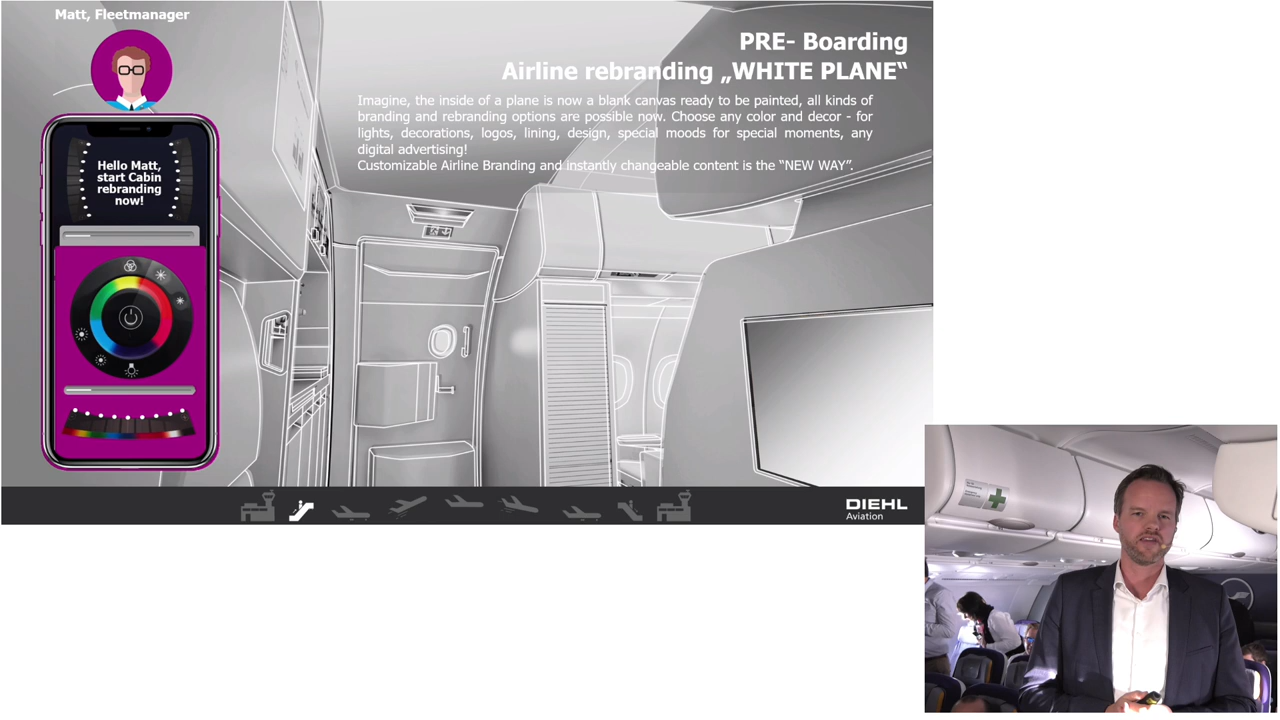 Matt, Fleetmanager
PRE- Boarding
Airline rebranding „WHITE PLANE“
Imagine, the inside of a plane is now a blank canvas ready to be painted, all kinds of
branding and rebranding options are possible now. Choose any color and decor - for
lights, decorations, logos, lining, design, special moods for special moments, any
digital advertising!
Customizable Airline Branding and instantly changeable content is the “NEW WAY”.
Hello Matt,
start Cabin
rebranding
now!
DIEHL
Aviation